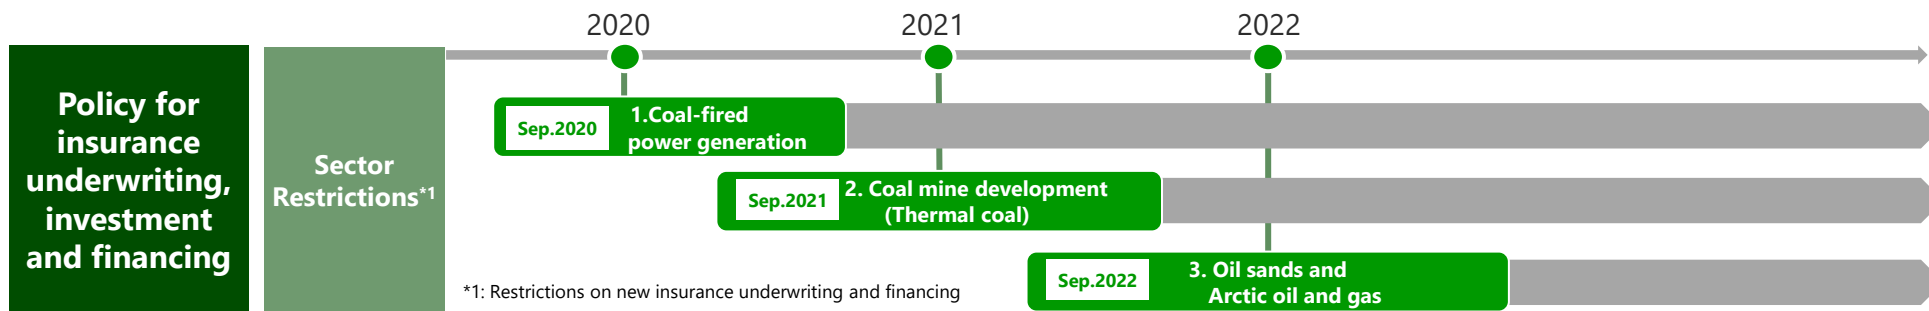 2020
2021
2022
Policy for
insurance
underwriting,
investment
and financing
Sector
Restrictions*1
Sep.2020
1.Coal-fired
power generation
Sep.2021
2. Coal mine development
(Thermal coal)
Sep.2022
3. Oil sands and
Arctic oil and gas
*1: Restrictions on new insurance underwriting and financing